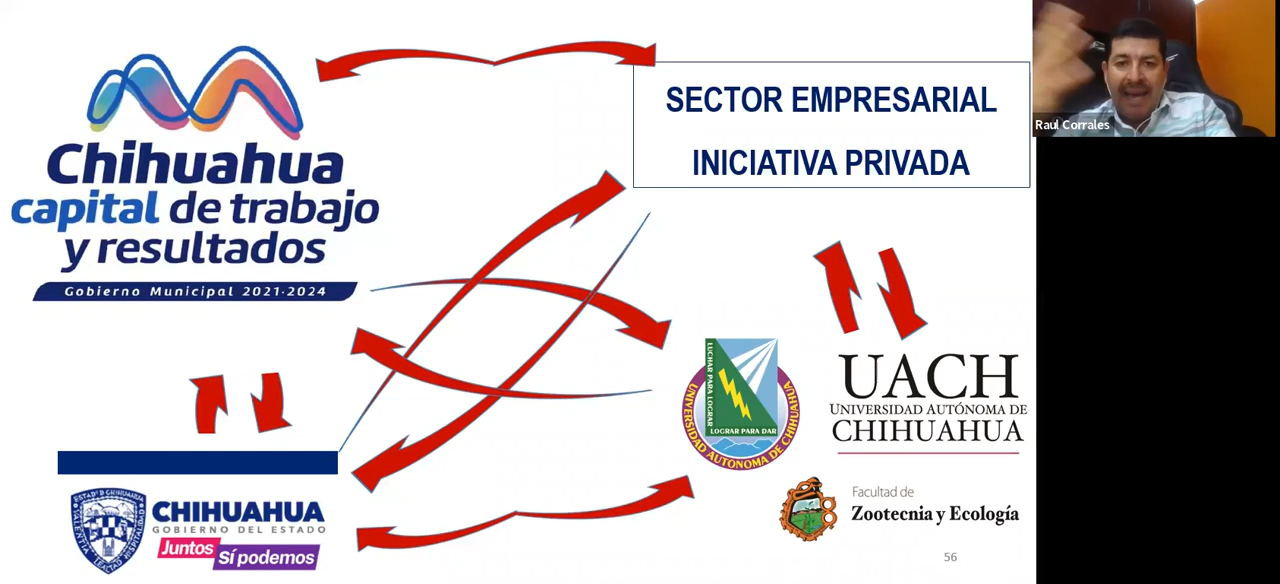 Chihuahua
capital de trabajo
y resultados
Gobierno Municipal 2021-2024
SECTOR EMPRESARIAL
INICIATIVA PRIVADA
Raul Corrales
LUCHAR PARA LOGRAR
LOGRAR PARA DAR
UNIVERSIDAD AUTONOMA DE CHIHUAHUA
UACH
UNIVERSIDAD AUTÓNOMA DE
CHIHUAHUA
Facultad de
Zootecnia y Ecología
CHIHUAHUA
GOBIERNO DEL ESTADO
Juntos
Sí podemos
56